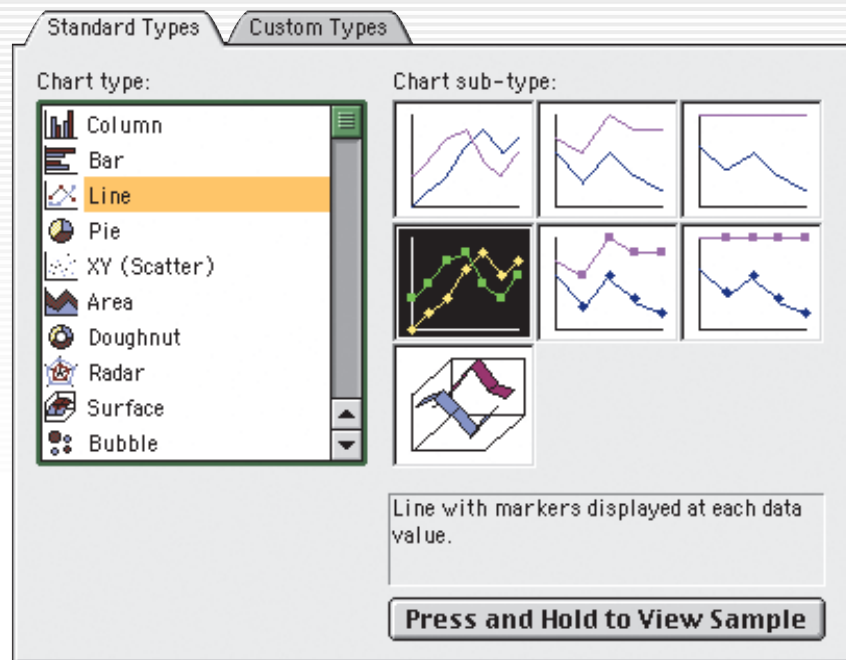 Standard Types
Custom Types
Chart type:
Column
Bar
Line
Pie
XY (Scatter)
Area
Doughnut
Radar
Surface
Bubble
Chart sub-type:
Line with markers displayed at each data
value.
Press and Hold to View Sample